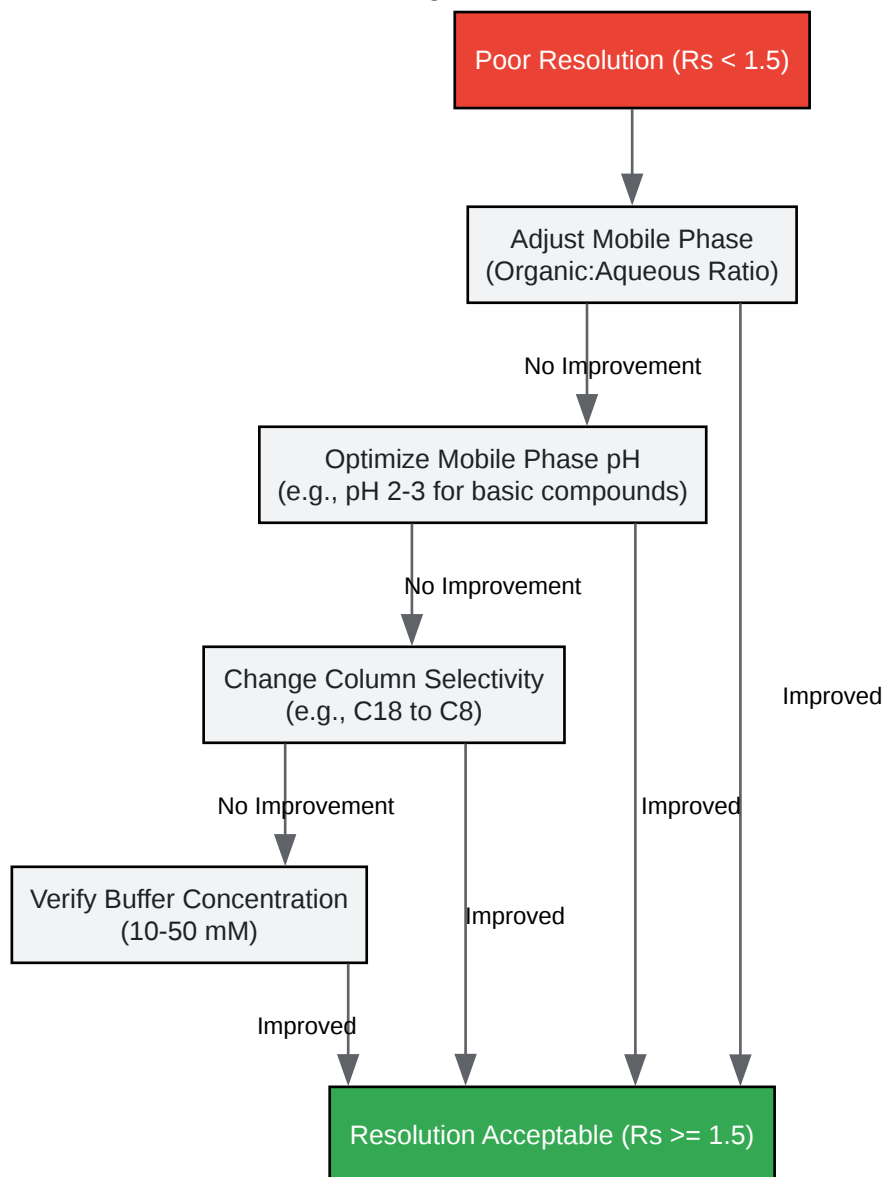 Poor Resolution (Rs < 1.5)
Adjust Mobile Phase
(Organic:Aqueous Ratio)
No Improvement
Optimize Mobile Phase pH
(e.g., pH 2-3 for basic compounds)
No Improvement
Change Column Selectivity
(e.g., C18 to C8)
Improved
No Improvement
Improved
Verify Buffer Concentration
(10-50 mM)
Improved
Improved
Resolution Acceptable (Rs >= 1.5)